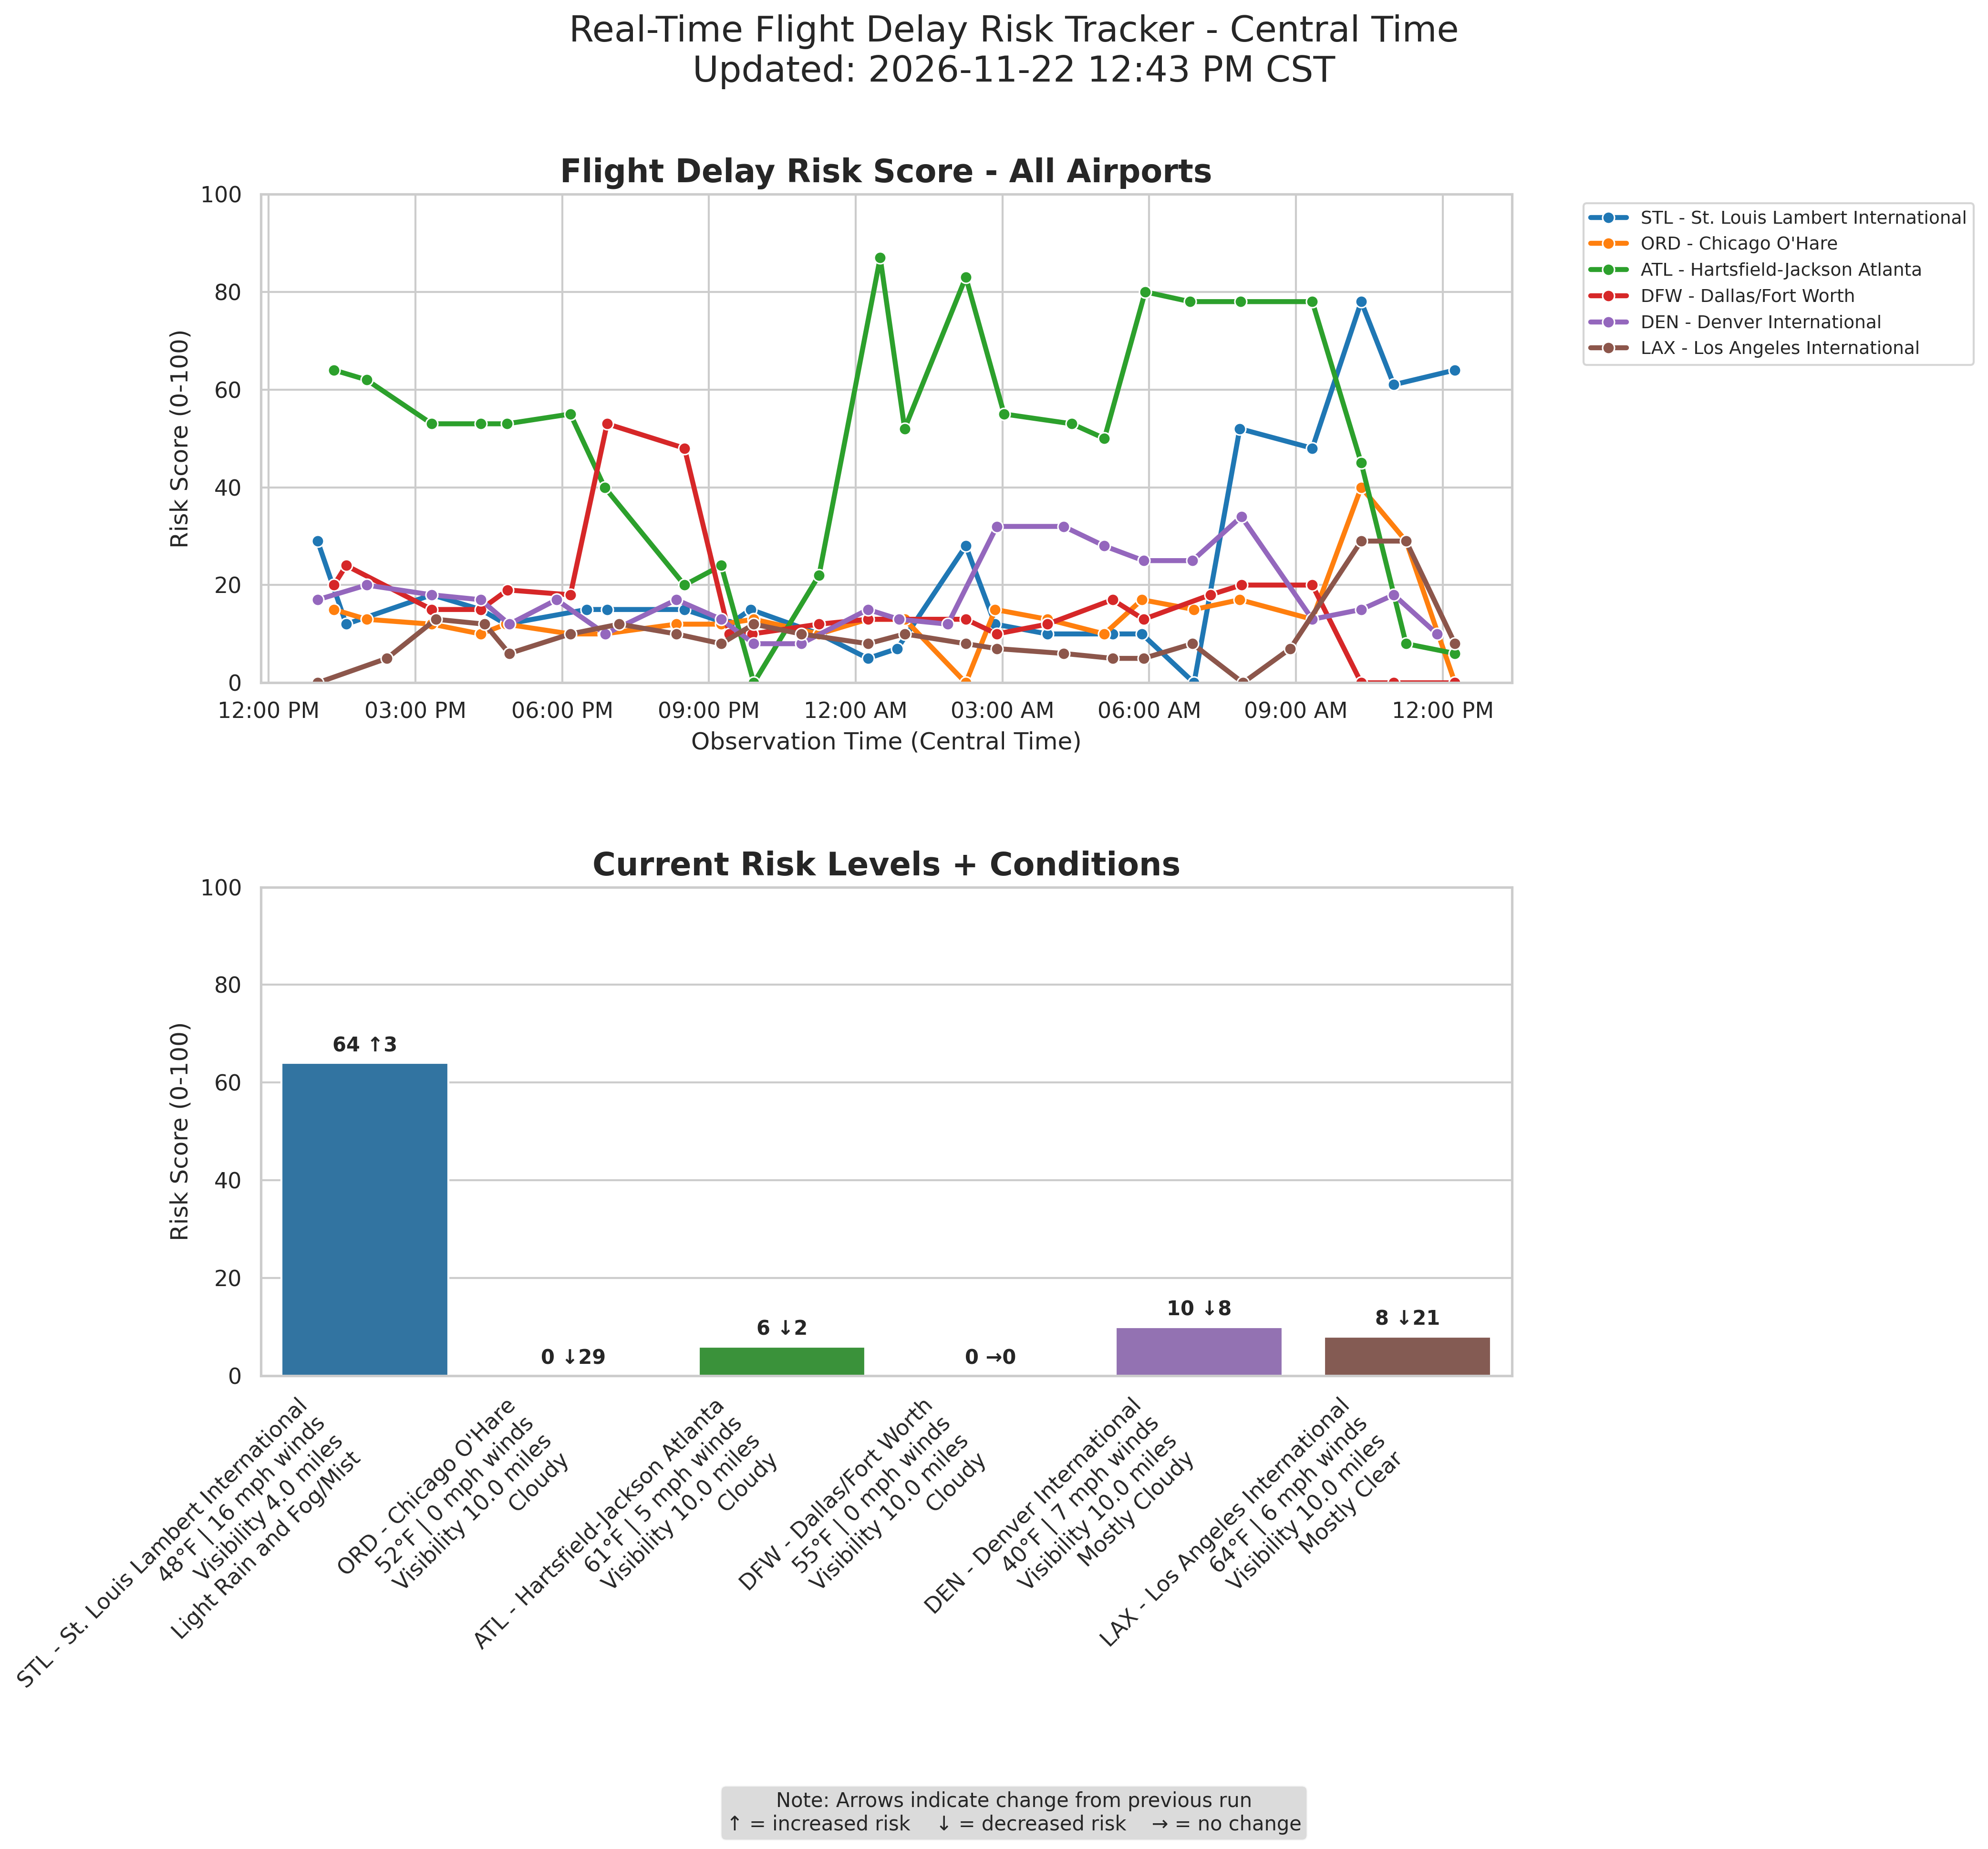 Real-Time Flight Delay Risk Tracker - Central Time
Updated: 2026-11-22 12:43 PM CST
Flight Delay Risk Score - All Airports
Risk Score (0-100)
100
80
60
40
20
0
12:00 PM
03:00 PM
06:00 PM
09:00 PM
12:00 AM
03:00 AM
06:00 AM
09:00 AM
12:00 PM
Observation Time (Central Time)
STL - St. Louis Lambert International
ORD - Chicago O'Hare
ATL - Hartsfield-Jackson Atlanta
DFW - Dallas/Fort Worth
DEN - Denver International
LAX - Los Angeles International
Current Risk Levels + Conditions
Risk Score (0-100)
100
80
60
40
20
0
64 ↑3
0 ↓29
6 ↓2
0 →0
10 ↓8
8 ↓21
STL - St. Louis Lambert International
48°F | 16 mph winds
Visibility 4.0 miles
Light Rain and Fog/Mist
ORD - Chicago O'Hare
52°F | 0 mph winds
Visibility 10.0 miles
Cloudy
ATL - Hartsfield-Jackson Atlanta
61°F | 5 mph winds
Visibility 10.0 miles
Cloudy
DFW - Dallas/Fort Worth
55°F | 0 mph winds
Visibility 10.0 miles
Cloudy
DEN - Denver International
40°F | 7 mph winds
Visibility 10.0 miles
Mostly Cloudy
LAX - Los Angeles International
64°F | 6 mph winds
Visibility 10.0 miles
Mostly Clear
Note: Arrows indicate change from previous run
↑ = increased risk ↓ = decreased risk → = no change